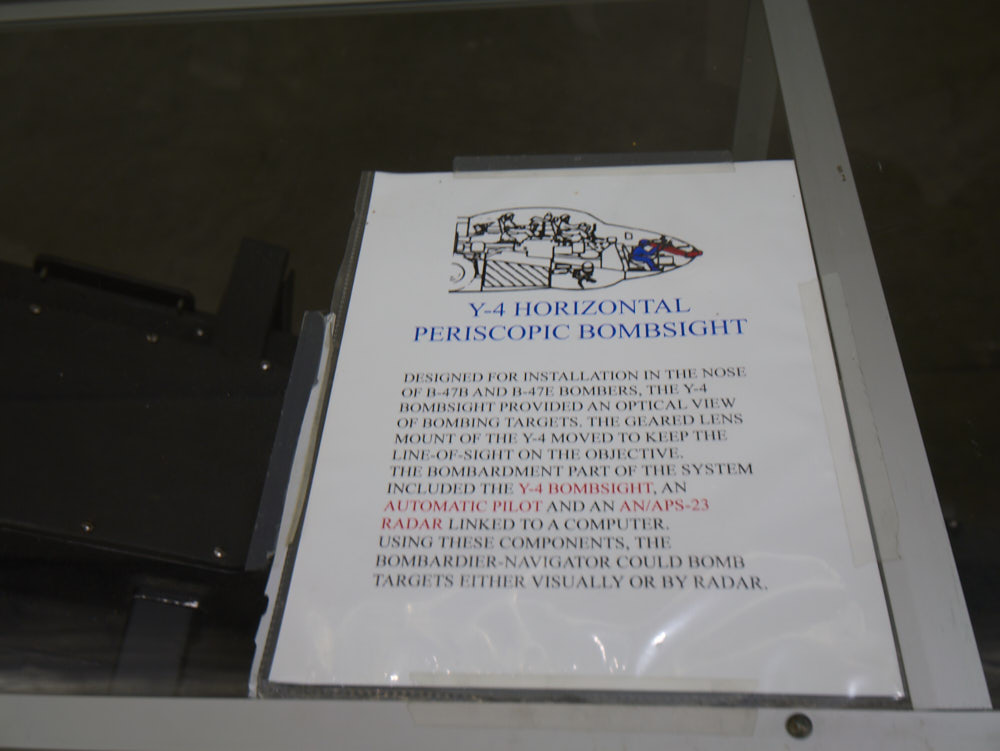 Y-4 HORIZONTAL
PERISCOPIC BOMBSIGHT
DESIGNED FOR INSTALLATION IN THE NOSE
OF B-47B AND B-47E BOMBERS, THE Y-4
BOMBSIGHT PROVIDED AN OPTICAL VIEW
OF BOMBING TARGETS. THE GEARED LENS
MOUNT OF THE Y-4 MOVED TO KEEP THE
LINE-OF-SIGHT ON THE OBJECTIVE.
THE BOMBARDMENT PART OF THE SYSTEM
INCLUDED THE Y-4 BOMBSIGHT, AN
AUTOMATIC PILOT AND AN AN/APS-23
RADAR LINKED TO A COMPUTER.
USING THESE COMPONENTS, THE
BOMBARDIER-NAVIGATOR COULD BOMB
TARGETS EITHER VISUALLY OR BY RADAR.